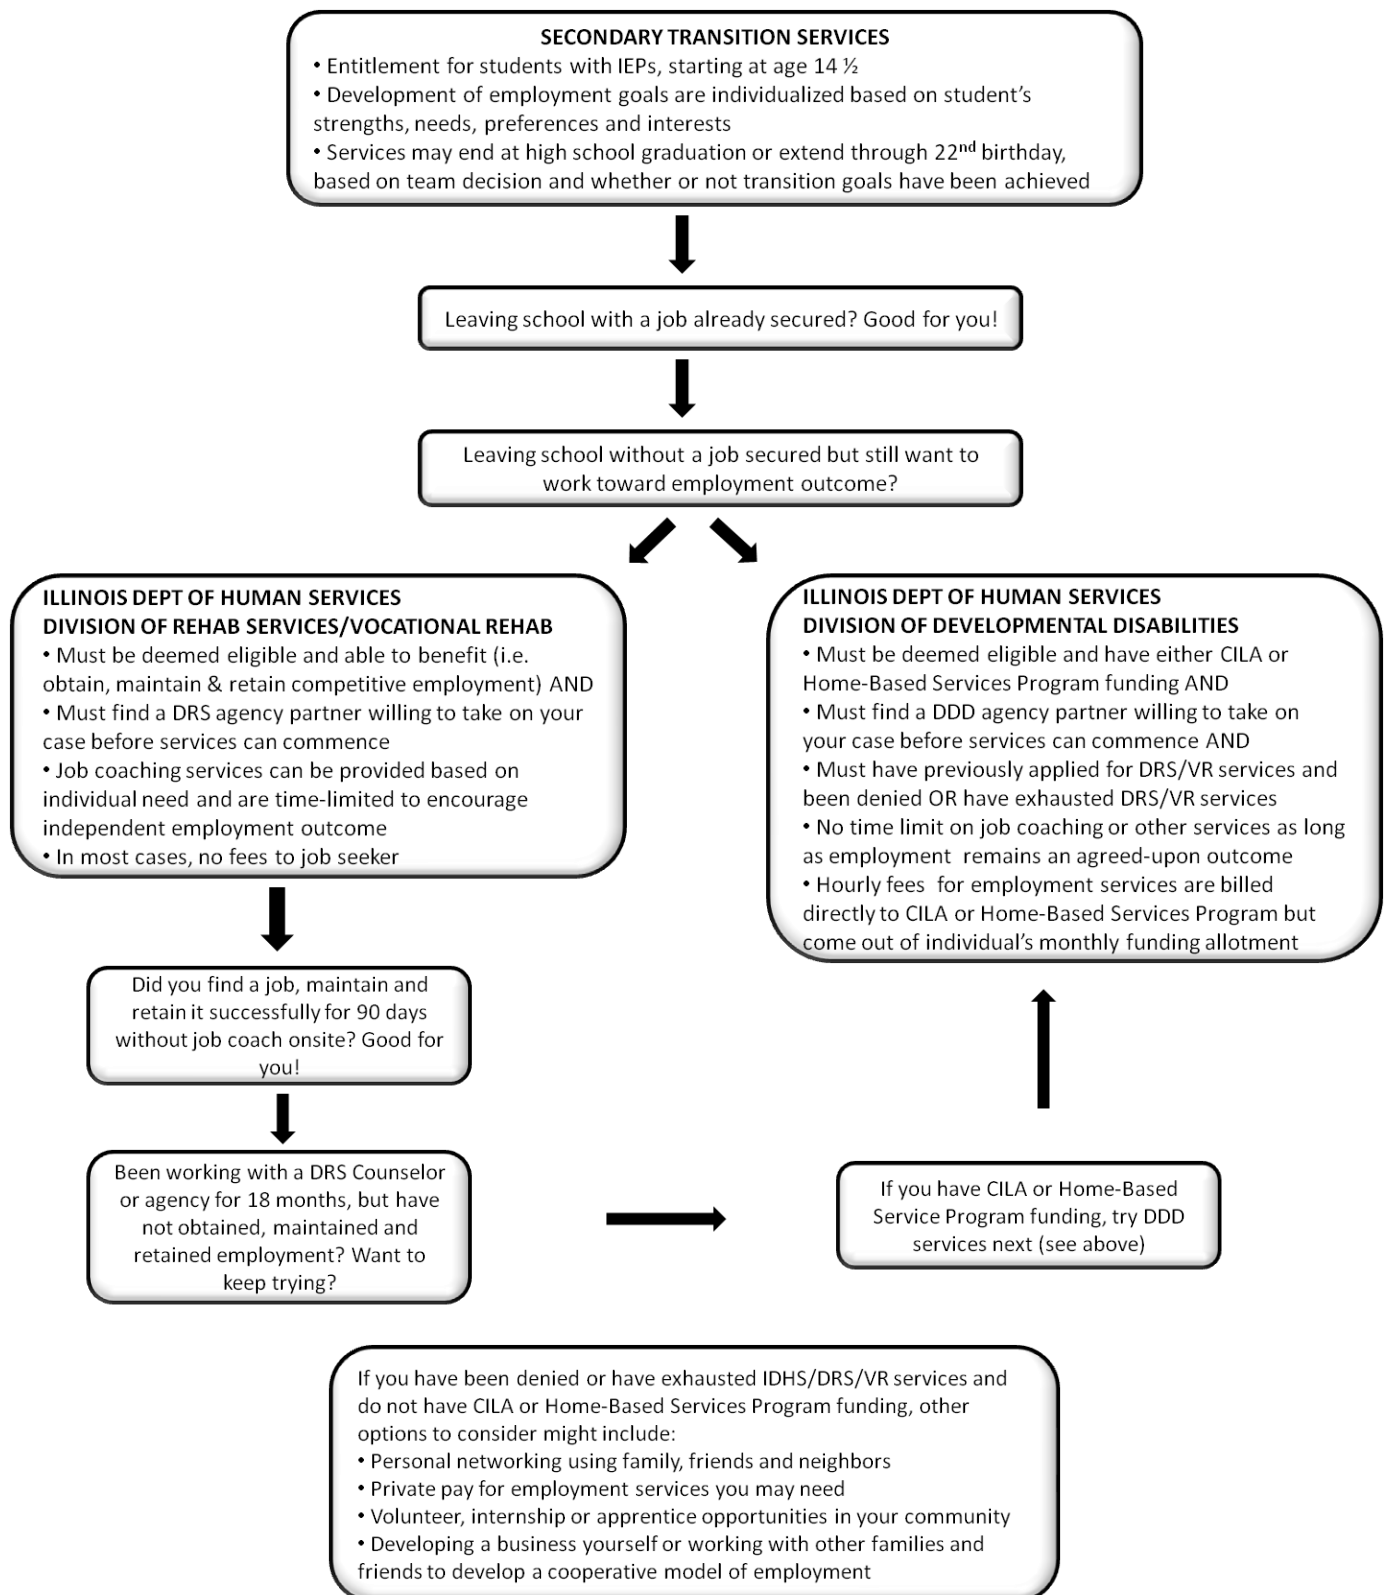 SECONDARY TRANSITION SERVICES
• Entitlement for students with IEPs, starting at age 14 ½
• Development of employment goals are individualized based on student's
strengths, needs, preferences and interests
• Services may end at high school graduation or extend through 22nd birthday,
based on team decision and whether or not transition goals have been achieved
Leaving school with a job already secured? Good for you!
Leaving school without a job secured but still want to
work toward employment outcome?
ILLINOIS DEPT OF HUMAN SERVICES
DIVISION OF REHAB SERVICES/VOCATIONAL REHAB
• Must be deemed eligible and able to benefit (i.e.
obtain, maintain & retain competitive employment) AND
• Must find a DRS agency partner willing to take on your
case before services can commence
• Job coaching services can be provided based on
individual need and are time-limited to encourage
independent employment outcome
• In most cases, no fees to job seeker
ILLINOIS DEPT OF HUMAN SERVICES
DIVISION OF DEVELOPMENTAL DISABILITIES
• Must be deemed eligible and have either CILA or
Home-Based Services Program funding AND
• Must find a DDD agency partner willing to take on
your case before services can commence AND
• Must have previously applied for DRS/VR services and
been denied OR have exhausted DRS/VR services
• No time limit on job coaching or other services as long
as employment remains an agreed-upon outcome
• Hourly fees for employment services are billed
directly to CILA or Home-Based Services Program but
come out of individual's monthly funding allotment
Did you find a job, maintain and
retain it successfully for 90 days
without job coach onsite? Good for
you!
Been working with a DRS Counselor
or agency for 18 months, but have
not obtained, maintained and
retained employment? Want to
keep trying?
If you have CILA or Home-Based
Service Program funding, try DDD
services next (see above)
If you have been denied or have exhausted IDHS/DRS/VR services and
do not have CILA or Home-Based Services Program funding, other
options to consider might include:
• Personal networking using family, friends and neighbors
• Private pay for employment services you may need
• Volunteer, internship or apprentice opportunities in your community
• Developing a business yourself or working with other families and
friends to develop a cooperative model of employment